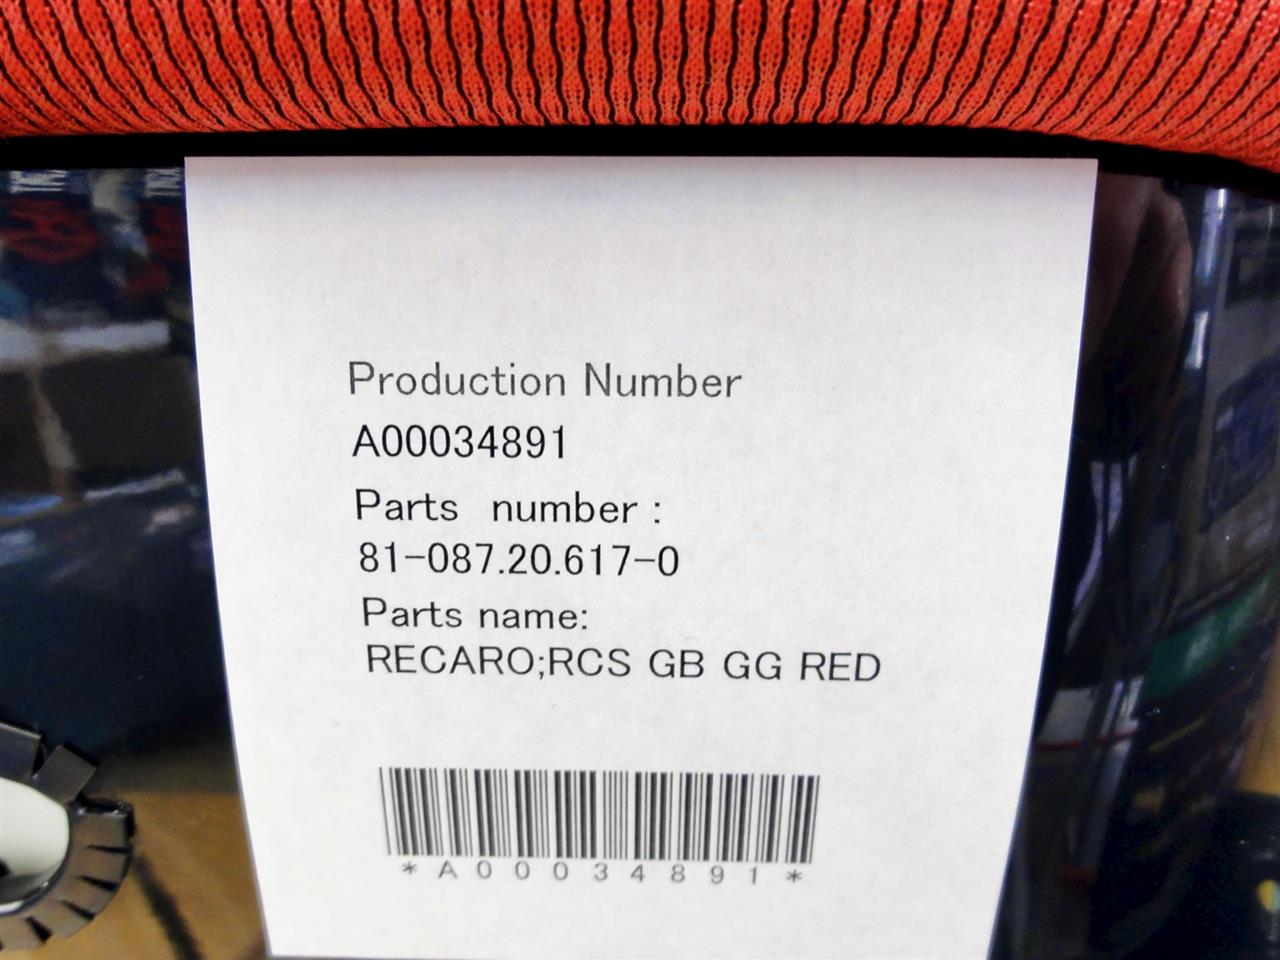 Production Number
A00034891
Parts number :
81-087.20.617-0
Parts name:
RECARO;RCS GB GG RED
*A00034891*